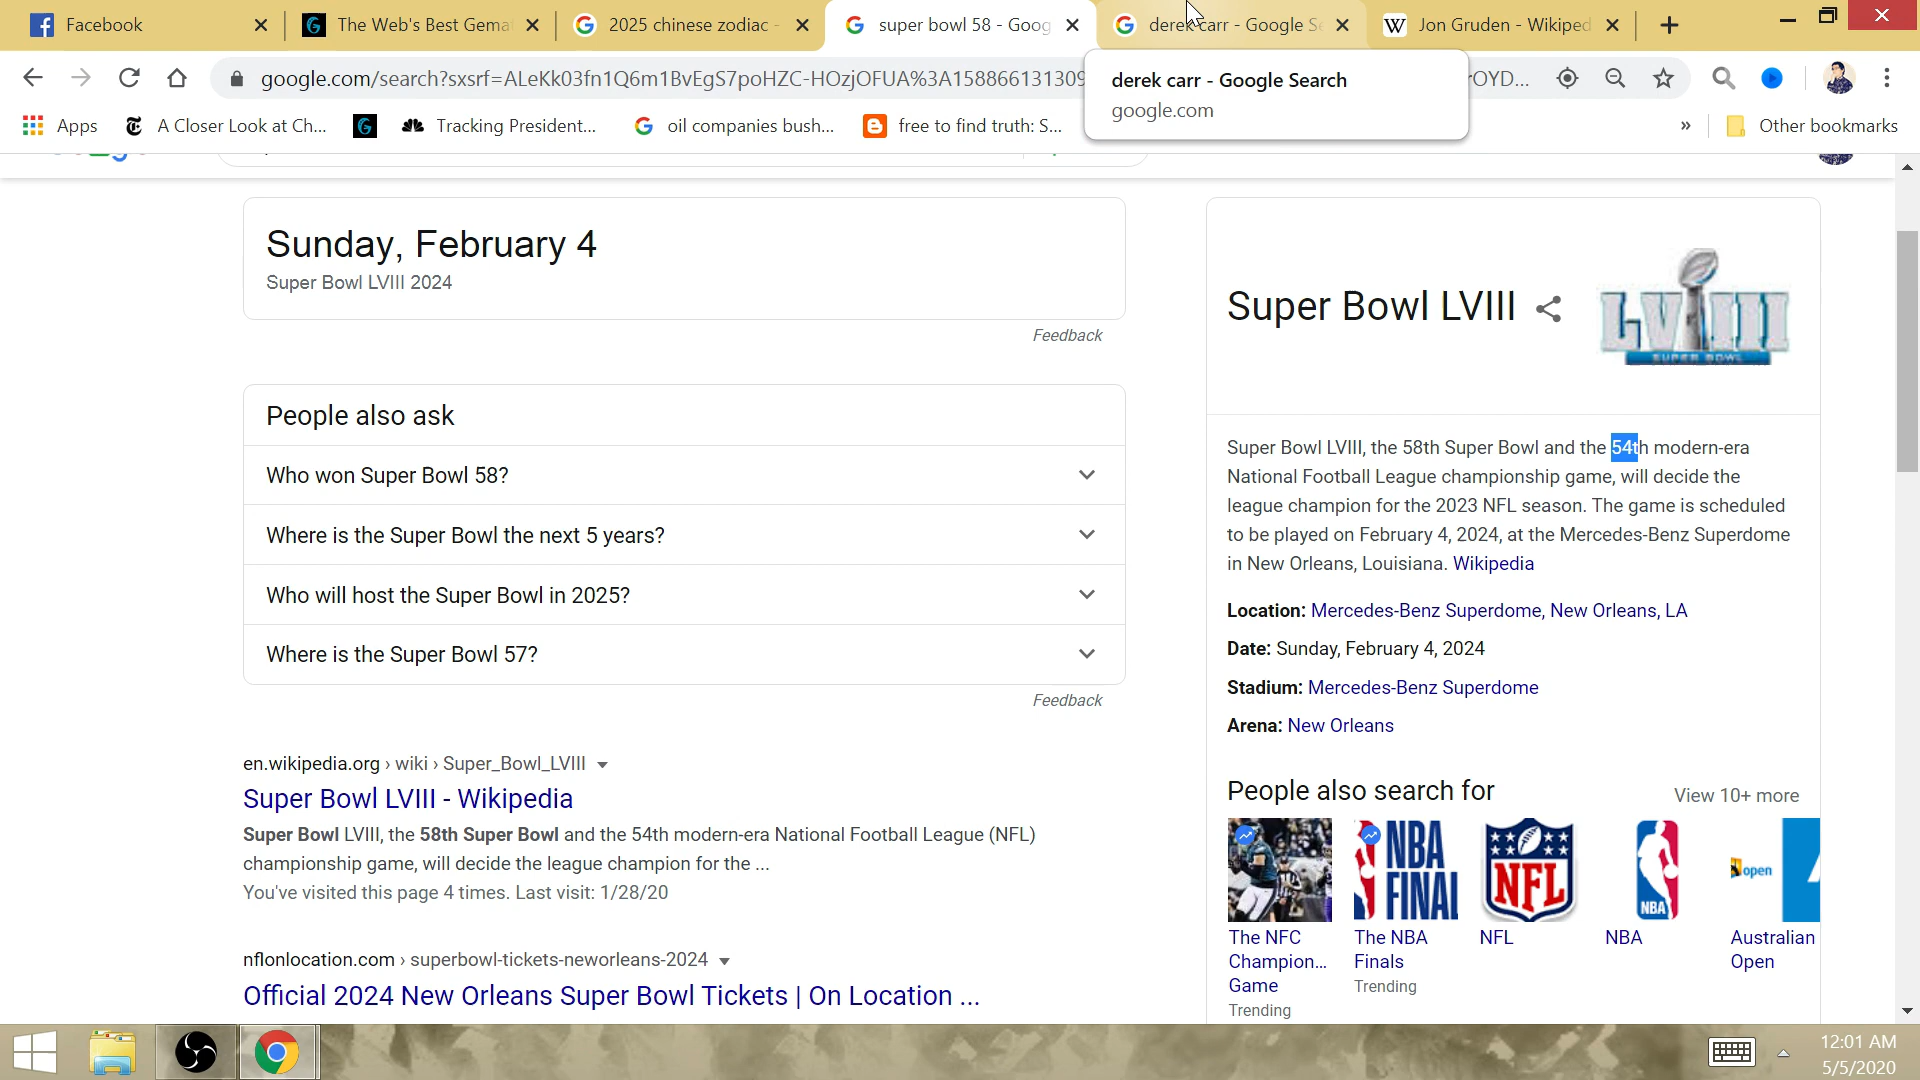 Facebook
The Web's Best Gema
2025 chinese zodiac -
super bowl 58 - Goog
derek carr - Google S
Jon Gruden - Wikiped
google.com/search?sxsrf=ALeKk03fn1Q6m1BvEgS7poHZC-HOzjOFUA%3A158866131309
rOYD...
derek carr - Google Search
google.com
Apps
A Closer Look at Ch...
Tracking President...
oil companies bush...
free to find truth: S...
»
Other bookmarks
Sunday, February 4
Super Bowl LVIII 2024
Feedback
People also ask
Who won Super Bowl 58?
Where is the Super Bowl the next 5 years?
Who will host the Super Bowl in 2025?
Where is the Super Bowl 57?
Feedback
en.wikipedia.org › wiki › Super_Bowl_LVIII
Super Bowl LVIII - Wikipedia
Super Bowl LVIII, the 58th Super Bowl and the 54th modern-era National Football League (NFL)
championship game, will decide the league champion for the ...
You've visited this page 4 times. Last visit: 1/28/20
nflonlocation.com › superbowl-tickets-neworleans-2024
Official 2024 New Orleans Super Bowl Tickets | On Location ...
Super Bowl LVIII
LVIII
SUPER BOWL
Super Bowl LVIII, the 58th Super Bowl and the 54th modern-era
National Football League championship game, will decide the
league champion for the 2023 NFL season. The game is scheduled
to be played on February 4, 2024, at the Mercedes-Benz Superdome
in New Orleans, Louisiana. Wikipedia
Location: Mercedes-Benz Superdome, New Orleans, LA
Date: Sunday, February 4, 2024
Stadium: Mercedes-Benz Superdome
Arena: New Orleans
People also search for
View 10+ more
NBA
FINAL
NFL
NBA
open
The NFC
Champion...
Game
Trending
The NBA
Finals
Trending
NFL
NBA
Australian
Open
12:01 AM
5/5/2020